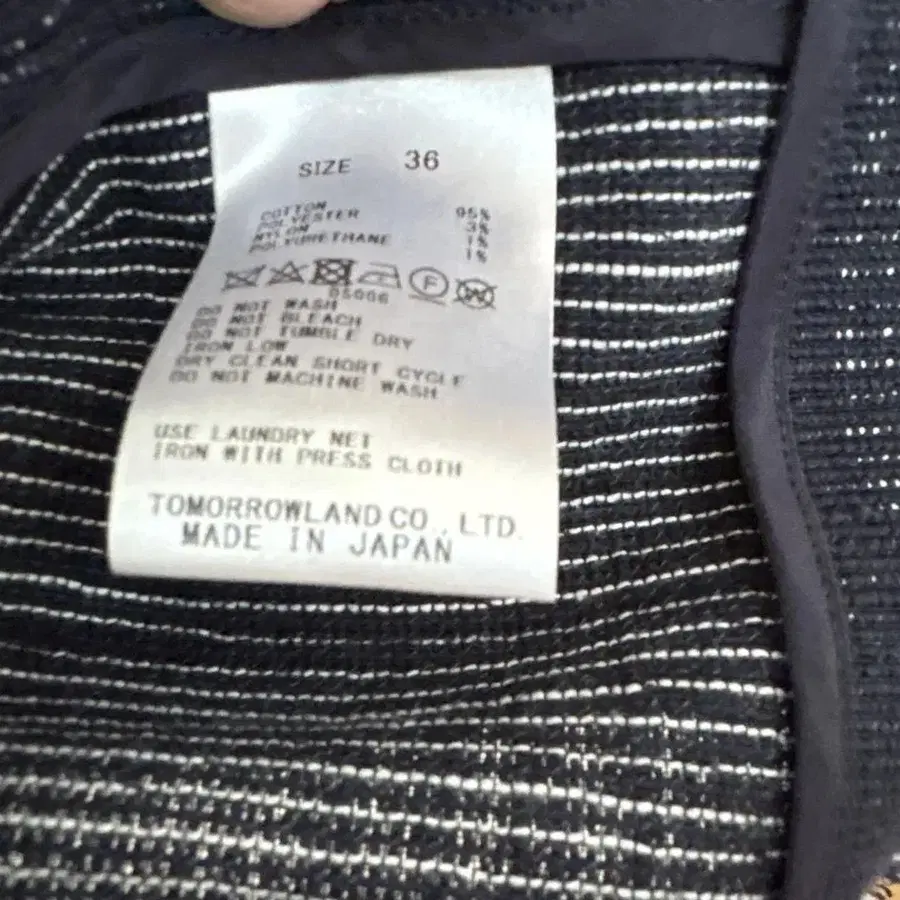 SIZE 36
COTTON 95%
POLYESTER 3%
NYLON 1%
POLYURETHANE 1%
F W
05006
DO NOT WASH
DO NOT BLEACH
DO NOT TUMBLE DRY
IRON LOW
DRY CLEAN SHORT CYCLE
DO NOT MACHINE WASH
USE LAUNDRY NET
IRON WITH PRESS CLOTH
TOMORROWLAND CO., LTD.
MADE IN JAPAN